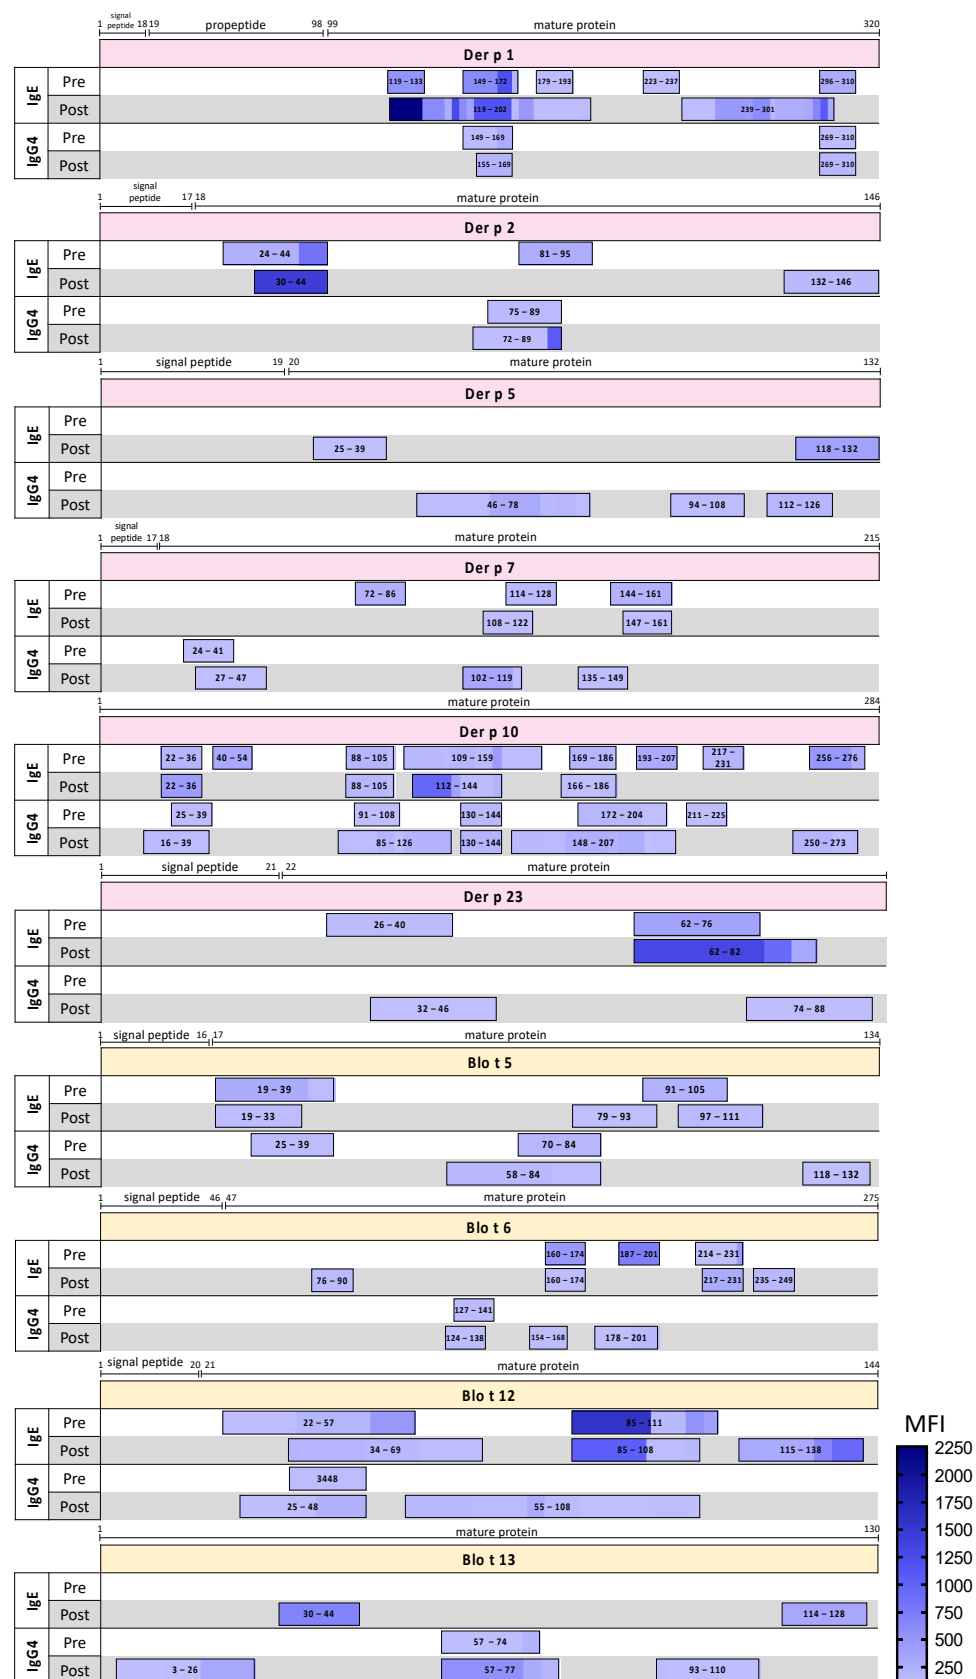 signal peptide propeptide mature protein
1 18 19 98 99 320
Der p 1
IgE Pre 119 – 133 149 – 172 179 – 193 223 – 237 296 – 310
Post 119 – 202 239 – 301
IgG4 Pre 149 – 169 269 – 310
Post 155 – 169 269 – 310
signal peptide mature protein
1 17 18 146
Der p 2
IgE Pre 24 – 44 81 – 95
Post 30 – 44 132 – 146
IgG4 Pre 75 – 89
Post 72 – 89
1 signal peptide 19 20 mature protein 132
Der p 5
IgE Pre
Post 25 – 39 118 – 132
IgG4 Pre
Post 46 – 78 94 – 108 112 – 126
signal peptide mature protein
1 17 18 215
Der p 7
IgE Pre 72 – 86 114 – 128 144 – 161
Post 108 – 122 147 – 161
IgG4 Pre 24 – 41
Post 27 – 47 102 – 119 135 – 149
1 mature protein 284
Der p 10
IgE Pre 22 – 36 40 – 54 88 – 105 109 – 159 169 – 186 193 – 207 217 – 231 256 – 276
Post 22 – 36 88 – 105 112 – 144 166 – 186
IgG4 Pre 25 – 39 91 – 108 130 – 144 172 – 204 211 – 225
Post 16 – 39 85 – 126 130 – 144 148 – 207 250 – 273
1 signal peptide 21 22 mature protein
Der p 23
IgE Pre 26 – 40 62 – 76
Post 62 – 82
IgG4 Pre
Post 32 – 46 74 – 88
1 signal peptide 16 17 mature protein 134
Blo t 5
IgE Pre 19 – 39 91 – 105
Post 19 – 33 79 – 93 97 – 111
IgG4 Pre 25 – 39 70 – 84
Post 58 – 84 118 – 132
1 signal peptide 46 47 mature protein 275
Blo t 6
IgE Pre 160 – 174 187 – 201 214 – 231
Post 76 – 90 160 – 174 217 – 231 235 – 249
IgG4 Pre 127 – 141
Post 124 – 138 154 – 168 178 – 201
1 signal peptide 20 21 mature protein 144
Blo t 12
IgE Pre 22 – 57 85 – 111
Post 34 – 69 85 – 108 115 – 138
IgG4 Pre 3448
Post 25 – 48 55 – 108
1 mature protein 130
Blo t 13
IgE Pre
Post 30 – 44 114 – 128
IgG4 Pre 57 – 74
Post 3 – 26 57 – 77 93 – 110
MFI
2250
2000
1750
1500
1250
1000
750
500
250